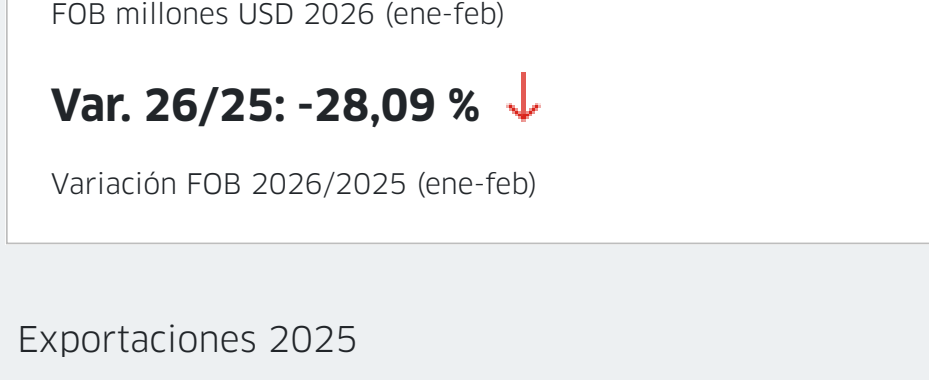 FOB millones USD 2026 (ene-feb)
Var. 26/25: -28,09 %
Variación FOB 2026/2025 (ene-feb)
Exportaciones 2025